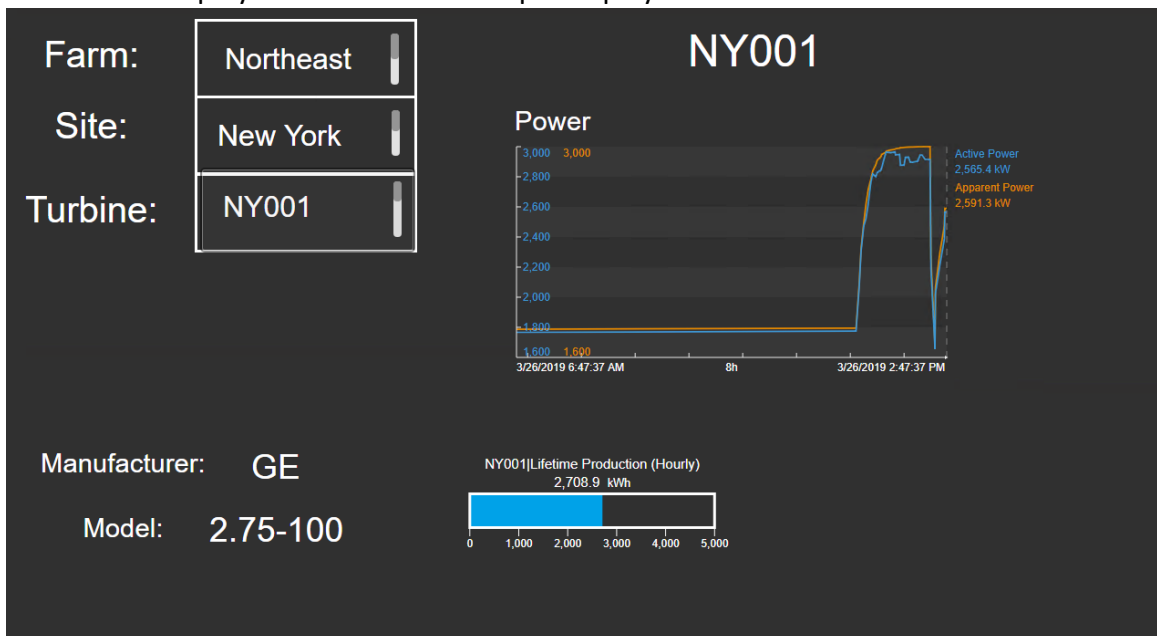 Farm:
Northeast
Site:
New York
Turbine:
NY001
NY001
Power
3,000 3,000
2,800
2,600
2,400
2,200
2,000
1,800
1,600 1,600
3/26/2019 6:47:37 AM 8h 3/26/2019 2:47:37 PM
Active Power
2,565.4 kW
Apparent Power
2,591.3 kW
Manufacturer: GE
Model: 2.75-100
NY001|Lifetime Production (Hourly)
2,708.9 kWh
0 1,000 2,000 3,000 4,000 5,000